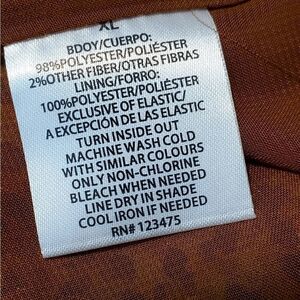 XL
BDOY/CUERPO:
98%POLYESTER/POLIÉSTER
2%OTHER FIBER/OTRAS FIBRAS
LINING/FORRO:
100%POLYESTER/POLIÉSTER
EXCLUSIVE OF ELASTIC/
A EXCEPCIÓN DE LAS ELASTIC
TURN INSIDE OUT
MACHINE WASH COLD
WITH SIMILAR COLOURS
ONLY NON-CHLORINE
BLEACH WHEN NEEDED
LINE DRY IN SHADE
COOL IRON IF NEEDED
RN# 123475